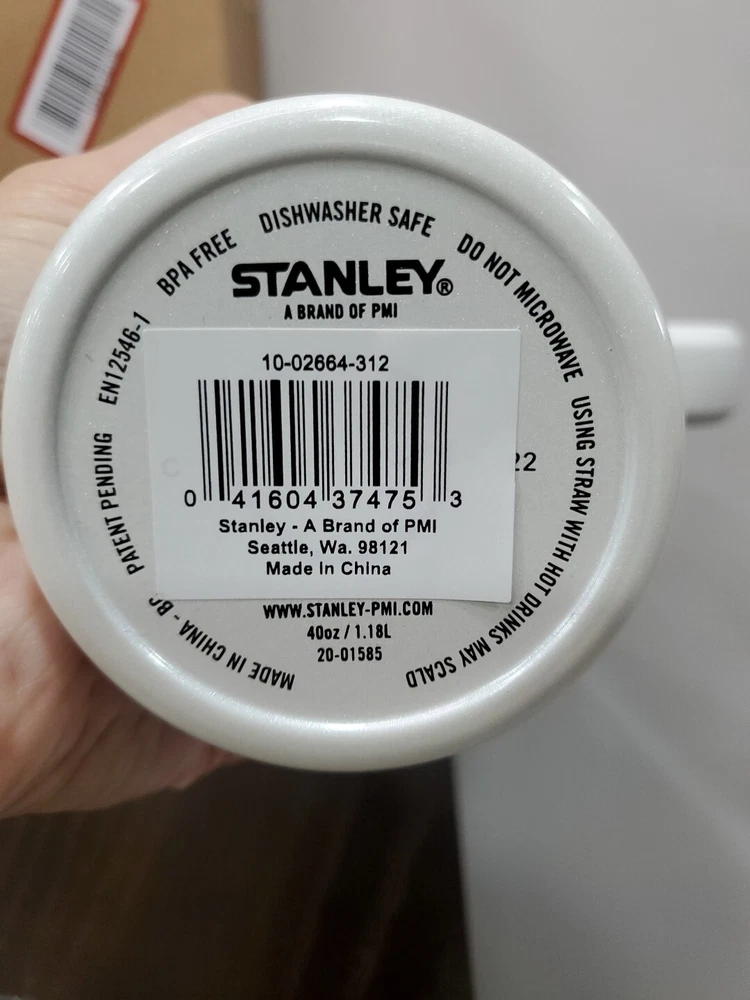 DISHWASHER SAFE
DO NOT MICROWAVE
USING STRAW WITH HOT DRINKS MAY SCALD
MADE IN CHINA - BC
PATENT PENDING
EN12546-1
BPA FREE
STANLEY®
A BRAND OF PMI
10-02664-312
0 41604 37475 3
Stanley - A Brand of PMI
Seattle, Wa. 98121
Made In China
22
WWW.STANLEY-PMI.COM
40oz / 1.18L
20-01585